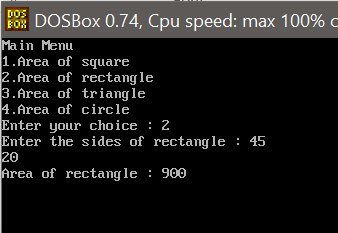 DOS
BOX
DOSBox 0.74, Cpu speed: max 100% c
Main Menu
1.Area of square
2.Area of rectangle
3.Area of triangle
4.Area of circle
Enter your choice : 2
Enter the sides of rectangle : 45
20
Area of rectangle : 900